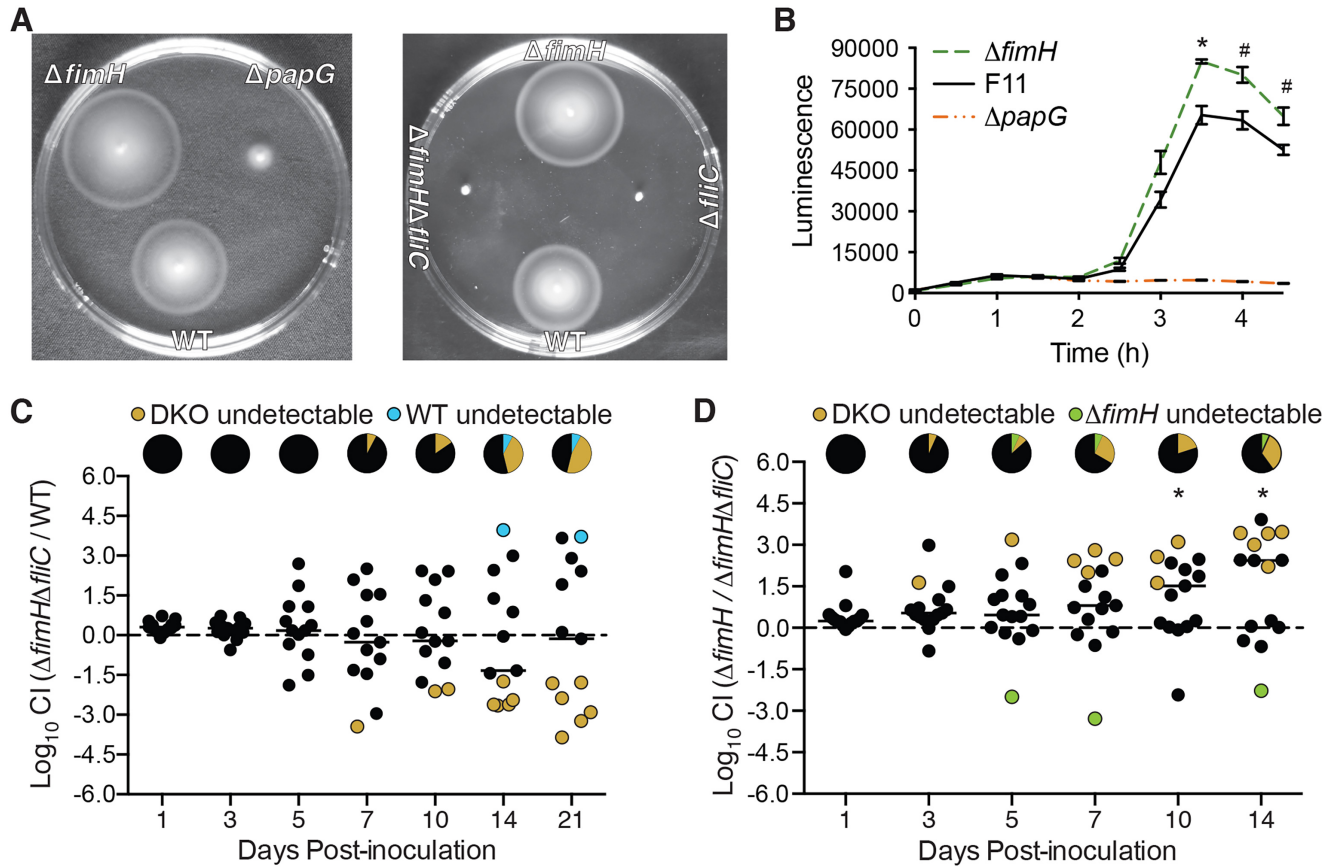 A
ΔfimH
ΔpapG
WT
ΔfimH
ΔfimHΔfliC
ΔfliC
WT
B
ΔfimH
F11
ΔpapG
*
#
#
90000
75000
60000
45000
30000
15000
0
Luminescence
0 1 2 3 4
Time (h)
C
DKO undetectable WT undetectable
6.0
4.5
3.0
1.5
0.0
-1.5
-3.0
-4.5
-6.0
Log10 CI (ΔfimHΔfliC / WT)
1 3 5 7 10 14 21
Days Post-inoculation
D
DKO undetectable ΔfimH undetectable
* *
6.0
4.5
3.0
1.5
0.0
-1.5
-3.0
-4.5
-6.0
Log10 CI (ΔfimH / ΔfimHΔfliC)
1 3 5 7 10 14
Days Post-inoculation